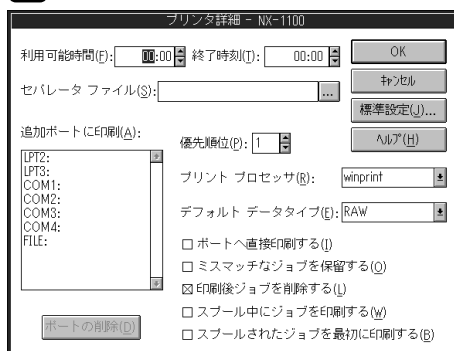 プリンタ詳細 - NX-1100
利用可能時間(F): 00:00 終了時刻(T): 00:00 OK
セパレータ ファイル(S): ... キャンセル
標準設定(J)...
追加ポートに印刷(A): 優先順位(P): 1 ヘルプ(H)
LPT2:
LPT3:
COM1:
COM2:
COM3:
COM4:
FILE:
プリント プロセッサ(R): winprint
デフォルト データタイプ(E): RAW
ポートへ直接印刷する(I)
ミスマッチなジョブを保留する(O)
印刷後ジョブを削除する(L)
スプール中にジョブを印刷する(W)
スプールされたジョブを最初に印刷する(B)
ポートの削除(D)